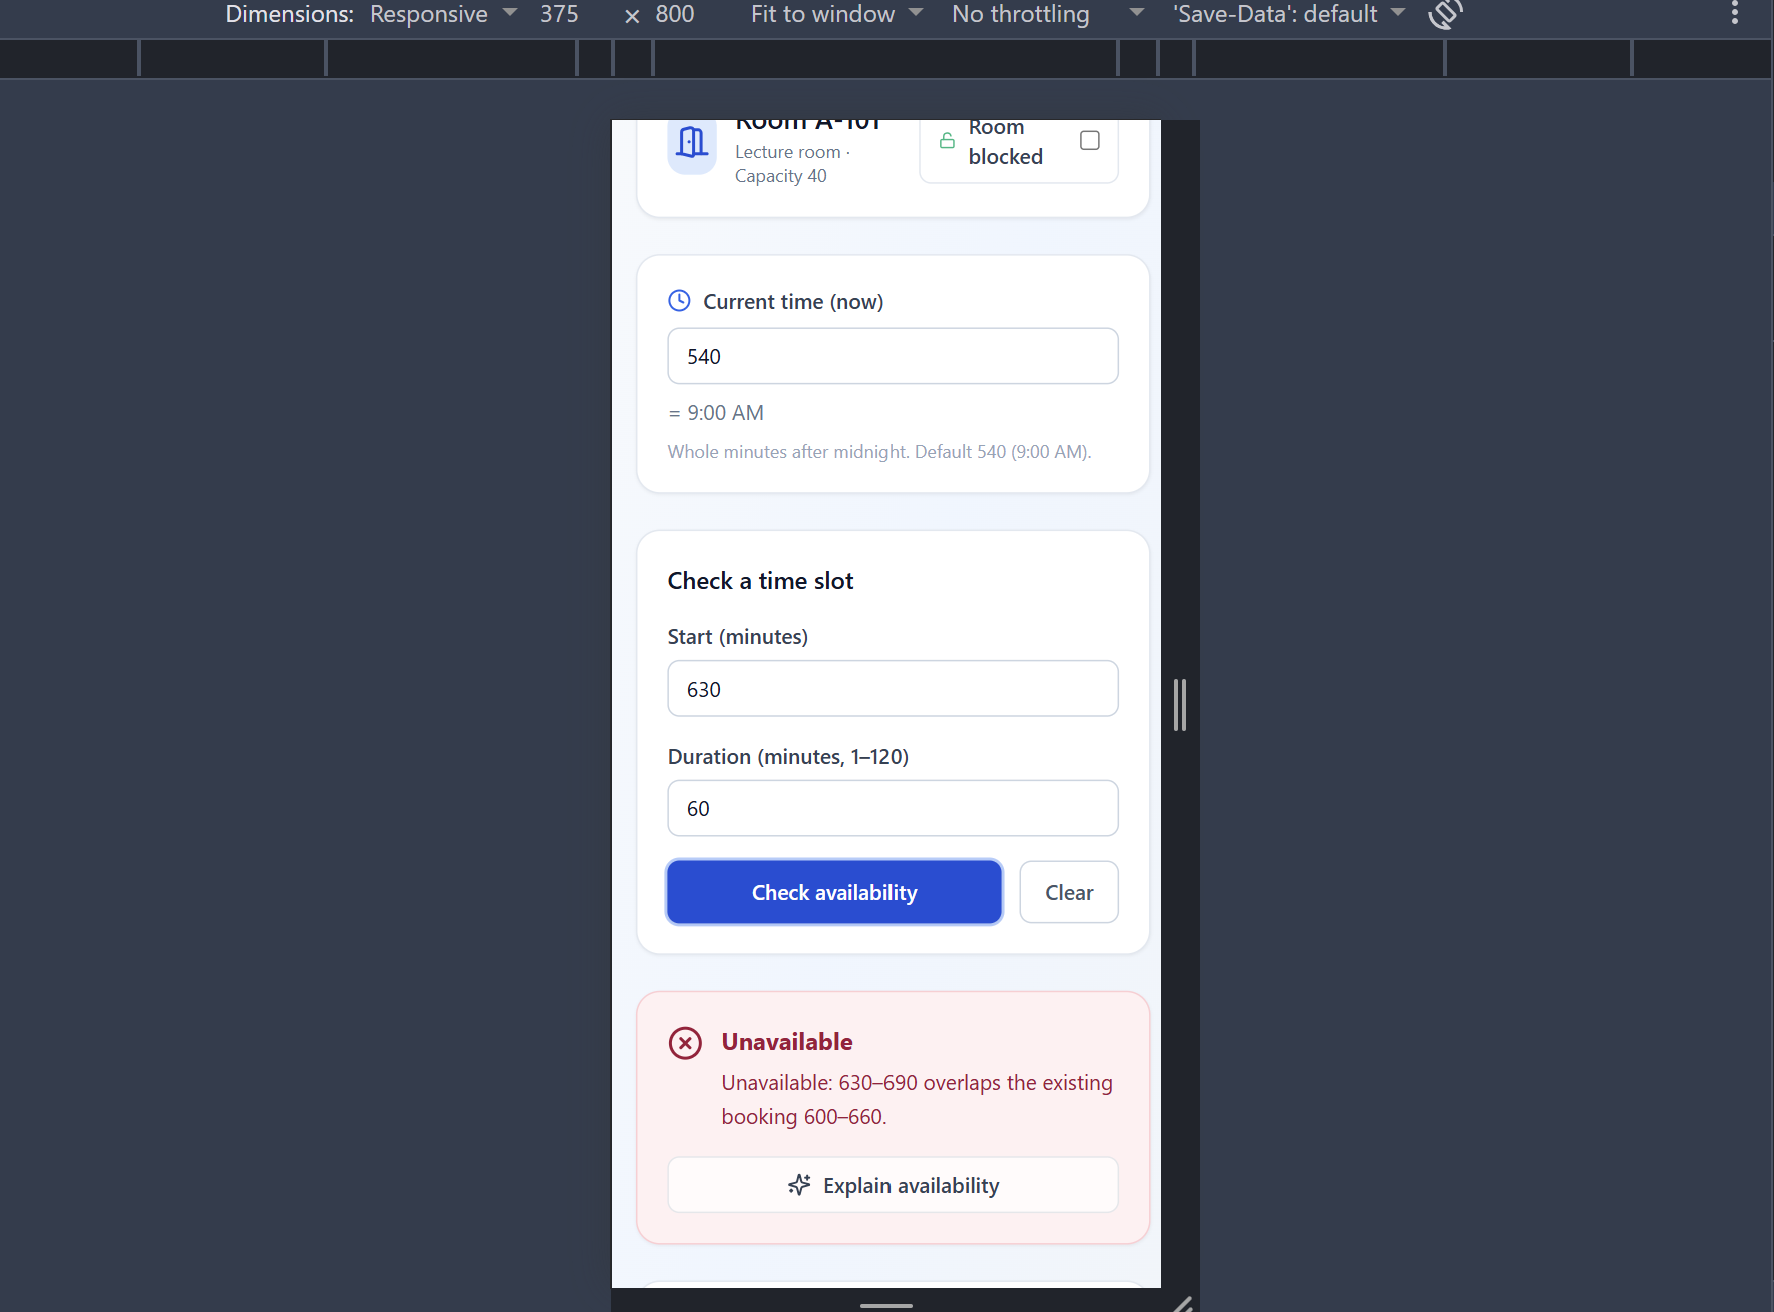 Dimensions: Responsive 375 × 800 Fit to window No throttling 'Save-Data': default
Room A-101
Lecture room ·
Capacity 40
Room
blocked
Current time (now)
540
= 9:00 AM
Whole minutes after midnight. Default 540 (9:00 AM).
Check a time slot
Start (minutes)
630
Duration (minutes, 1–120)
60
Check availability
Clear
Unavailable
Unavailable: 630–690 overlaps the existing
booking 600–660.
Explain availability